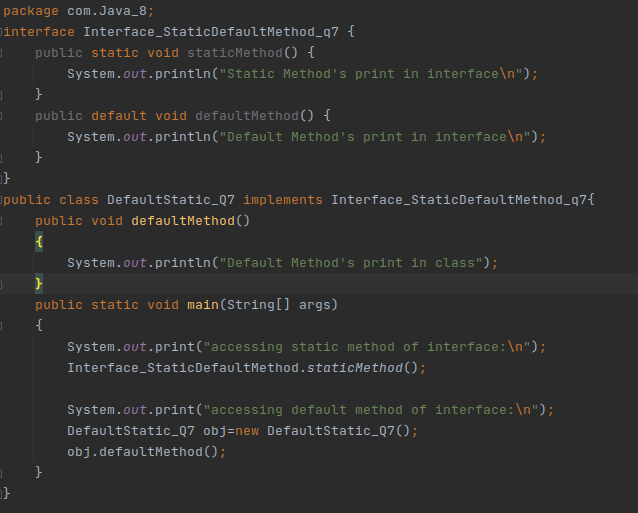 package com.Java_8;
interface Interface_StaticDefaultMethod_q7 {
public static void staticMethod() {
System.out.println("Static Method's print in interface\n");
}
public default void defaultMethod() {
System.out.println("Default Method's print in interface\n");
}
}
public class DefaultStatic_Q7 implements Interface_StaticDefaultMethod_q7{
public void defaultMethod()
{
System.out.println("Default Method's print in class");
}
public static void main(String[] args)
{
System.out.print("accessing static method of interface:\n");
Interface_StaticDefaultMethod.staticMethod();
System.out.print("accessing default method of interface:\n");
DefaultStatic_Q7 obj=new DefaultStatic_Q7();
obj.defaultMethod();
}
}